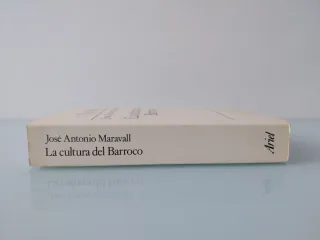 José Antonio Maravall
La cultura del Barroco
Ariel